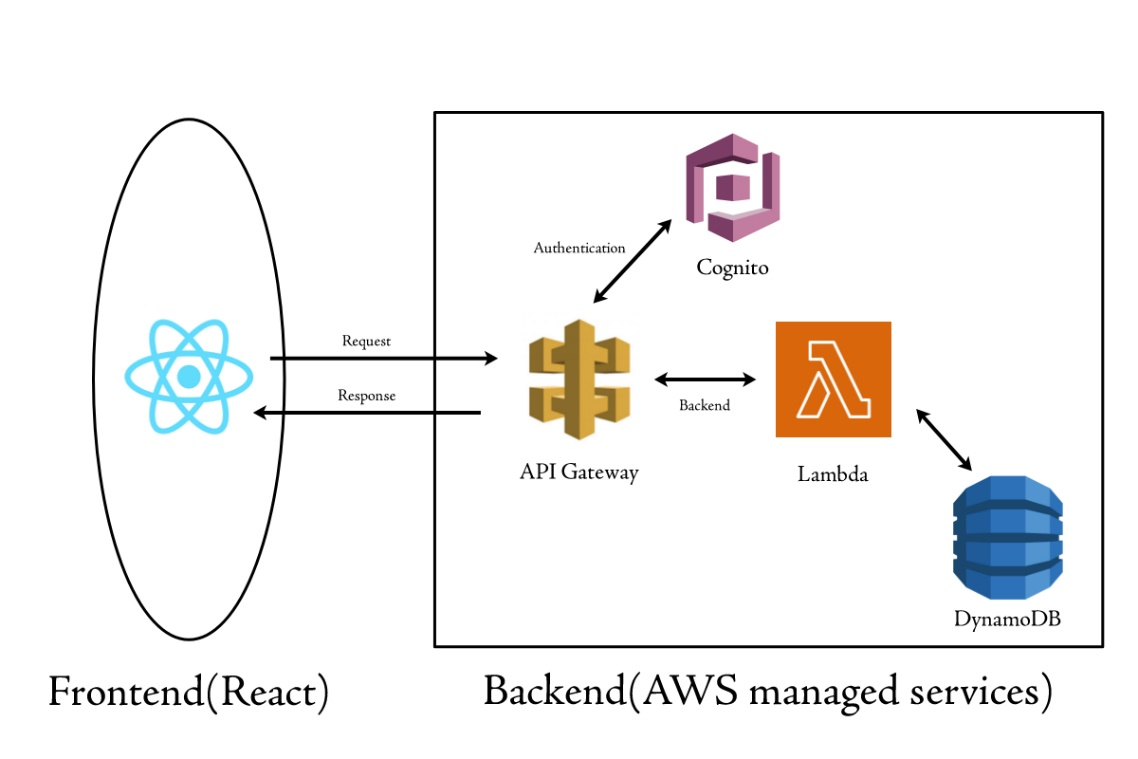 Cognito
Authentication
Request
Response
Backend
API Gateway
Lambda
DynamoDB
Frontend(React)
Backend(AWS managed services)